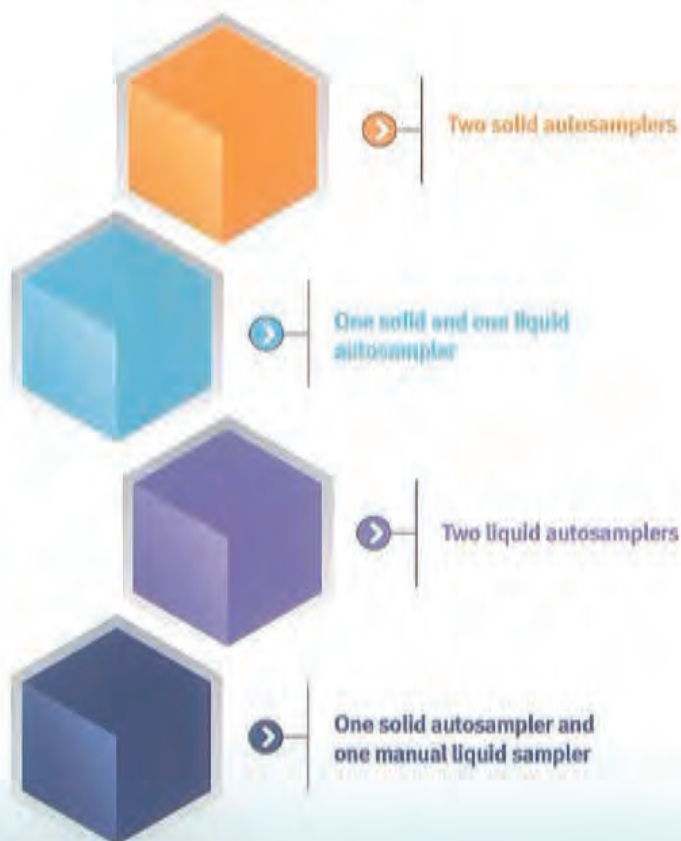 Two solid autosamplers
One solid and one liquid
autosampler
Two liquid autosamplers
One solid autosampler and
one manual liquid sampler